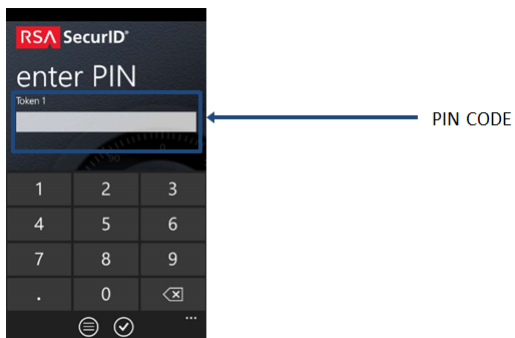 RSA SecurID®
enter PIN
Token 1
PIN CODE
1 2 3
4 5 6
7 8 9
. 0
...